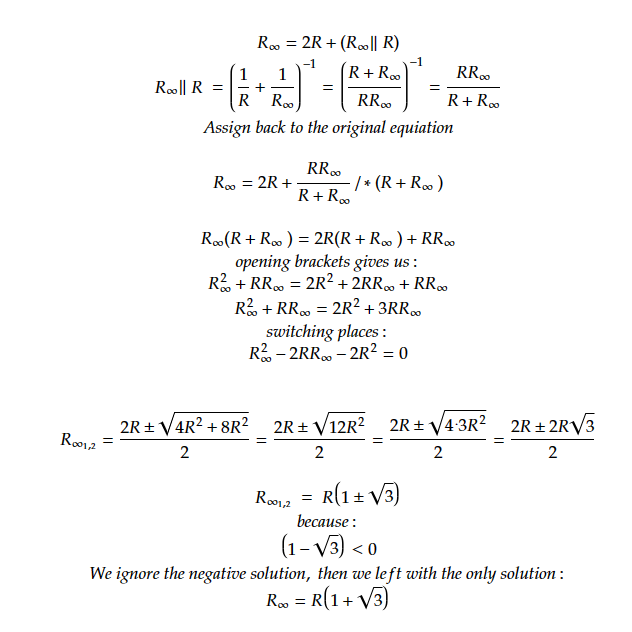 R∞ = 2R + (R∞∥ R)
R∞∥ R = (1/R + 1/R∞)⁻¹ = ((R + R∞)/(RR∞))⁻¹ = RR∞/(R + R∞)
Assign back to the original equiation
R∞ = 2R + RR∞/(R + R∞) / * (R + R∞ )
R∞(R + R∞ ) = 2R(R + R∞ ) + RR∞
opening brackets gives us :
R∞² + RR∞ = 2R² + 2RR∞ + RR∞
R∞² + RR∞ = 2R² + 3RR∞
switching places :
R∞² − 2RR∞ − 2R² = 0
R∞₁,₂ = (2R ± √(4R² + 8R²))/2 = (2R ± √(12R²))/2 = (2R ± √(4·3R²))/2 = (2R ± 2R√3)/2
R∞₁,₂ = R(1 ± √3)
because :
(1 − √3) < 0
We ignore the negative solution, then we left with the only solution :
R∞ = R(1 + √3)